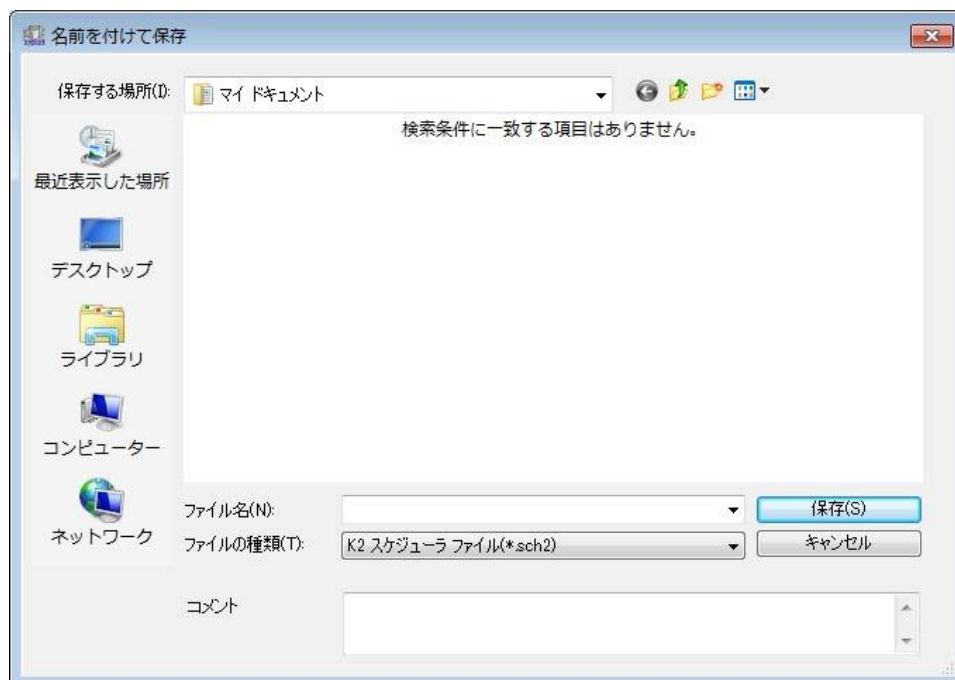 名前を付けて保存
保存する場所(I):
マイ ドキュメント
検索条件に一致する項目はありません。
最近表示した場所
デスクトップ
ライブラリ
コンピューター
ネットワーク
ファイル名(N):
保存(S)
ファイルの種類(T):
K2 スケジューラ ファイル(*.sch2)
キャンセル
コメント